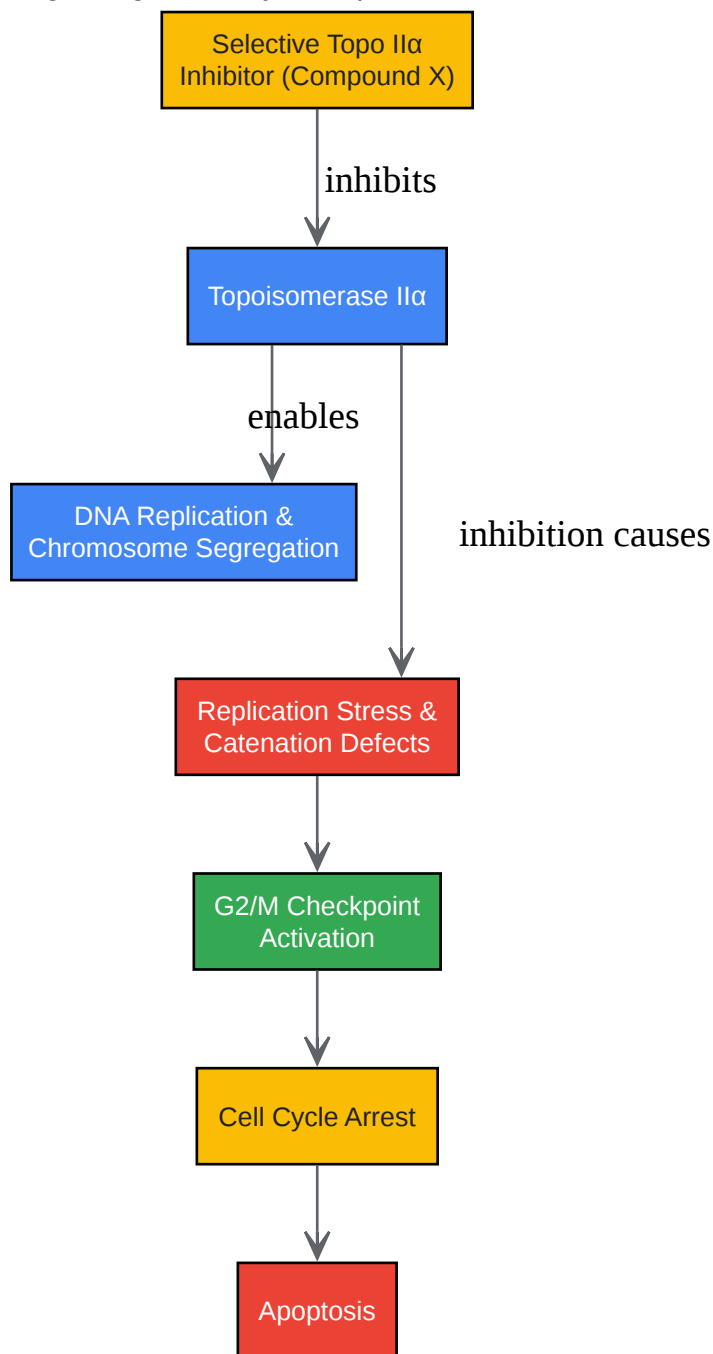 Selective Topo IIα
Inhibitor (Compound X)
inhibits
Topoisomerase IIα
enables
DNA Replication &
Chromosome Segregation
inhibition causes
Replication Stress &
Catenation Defects
G2/M Checkpoint
Activation
Cell Cycle Arrest
Apoptosis